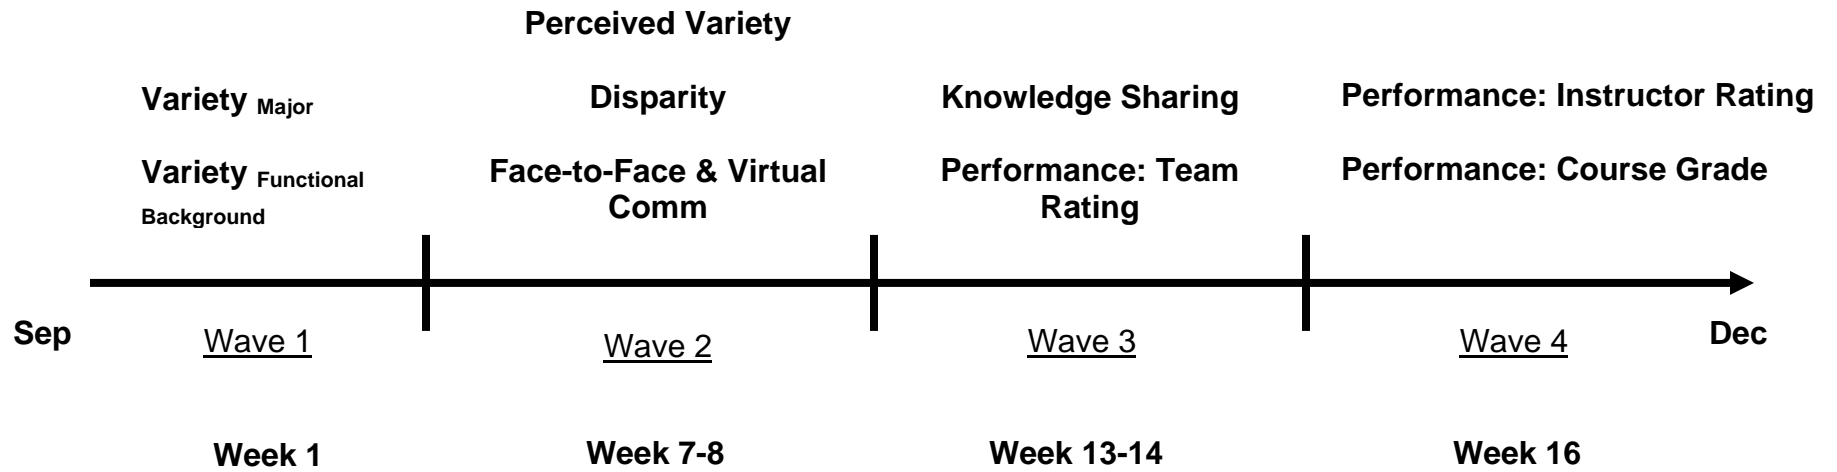 Perceived Variety
Variety Major
Disparity
Knowledge Sharing
Performance: Instructor Rating
Variety Functional
Background
Face-to-Face & Virtual
Comm
Performance: Team
Rating
Performance: Course Grade
Sep
Wave 1
Wave 2
Wave 3
Wave 4
Dec
Week 1
Week 7-8
Week 13-14
Week 16